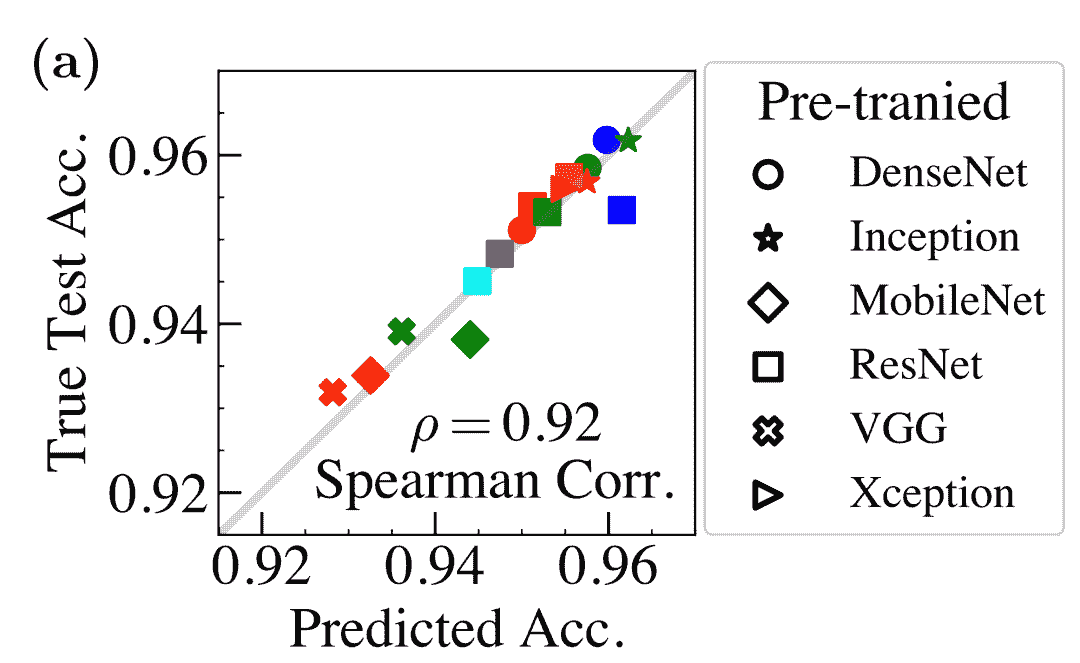 (a)
True Test Acc.
0.96
0.94
0.92
ρ = 0.92
Spearman Corr.
0.92 0.94 0.96
Predicted Acc.
Pre-tranied
DenseNet
Inception
MobileNet
ResNet
VGG
Xception